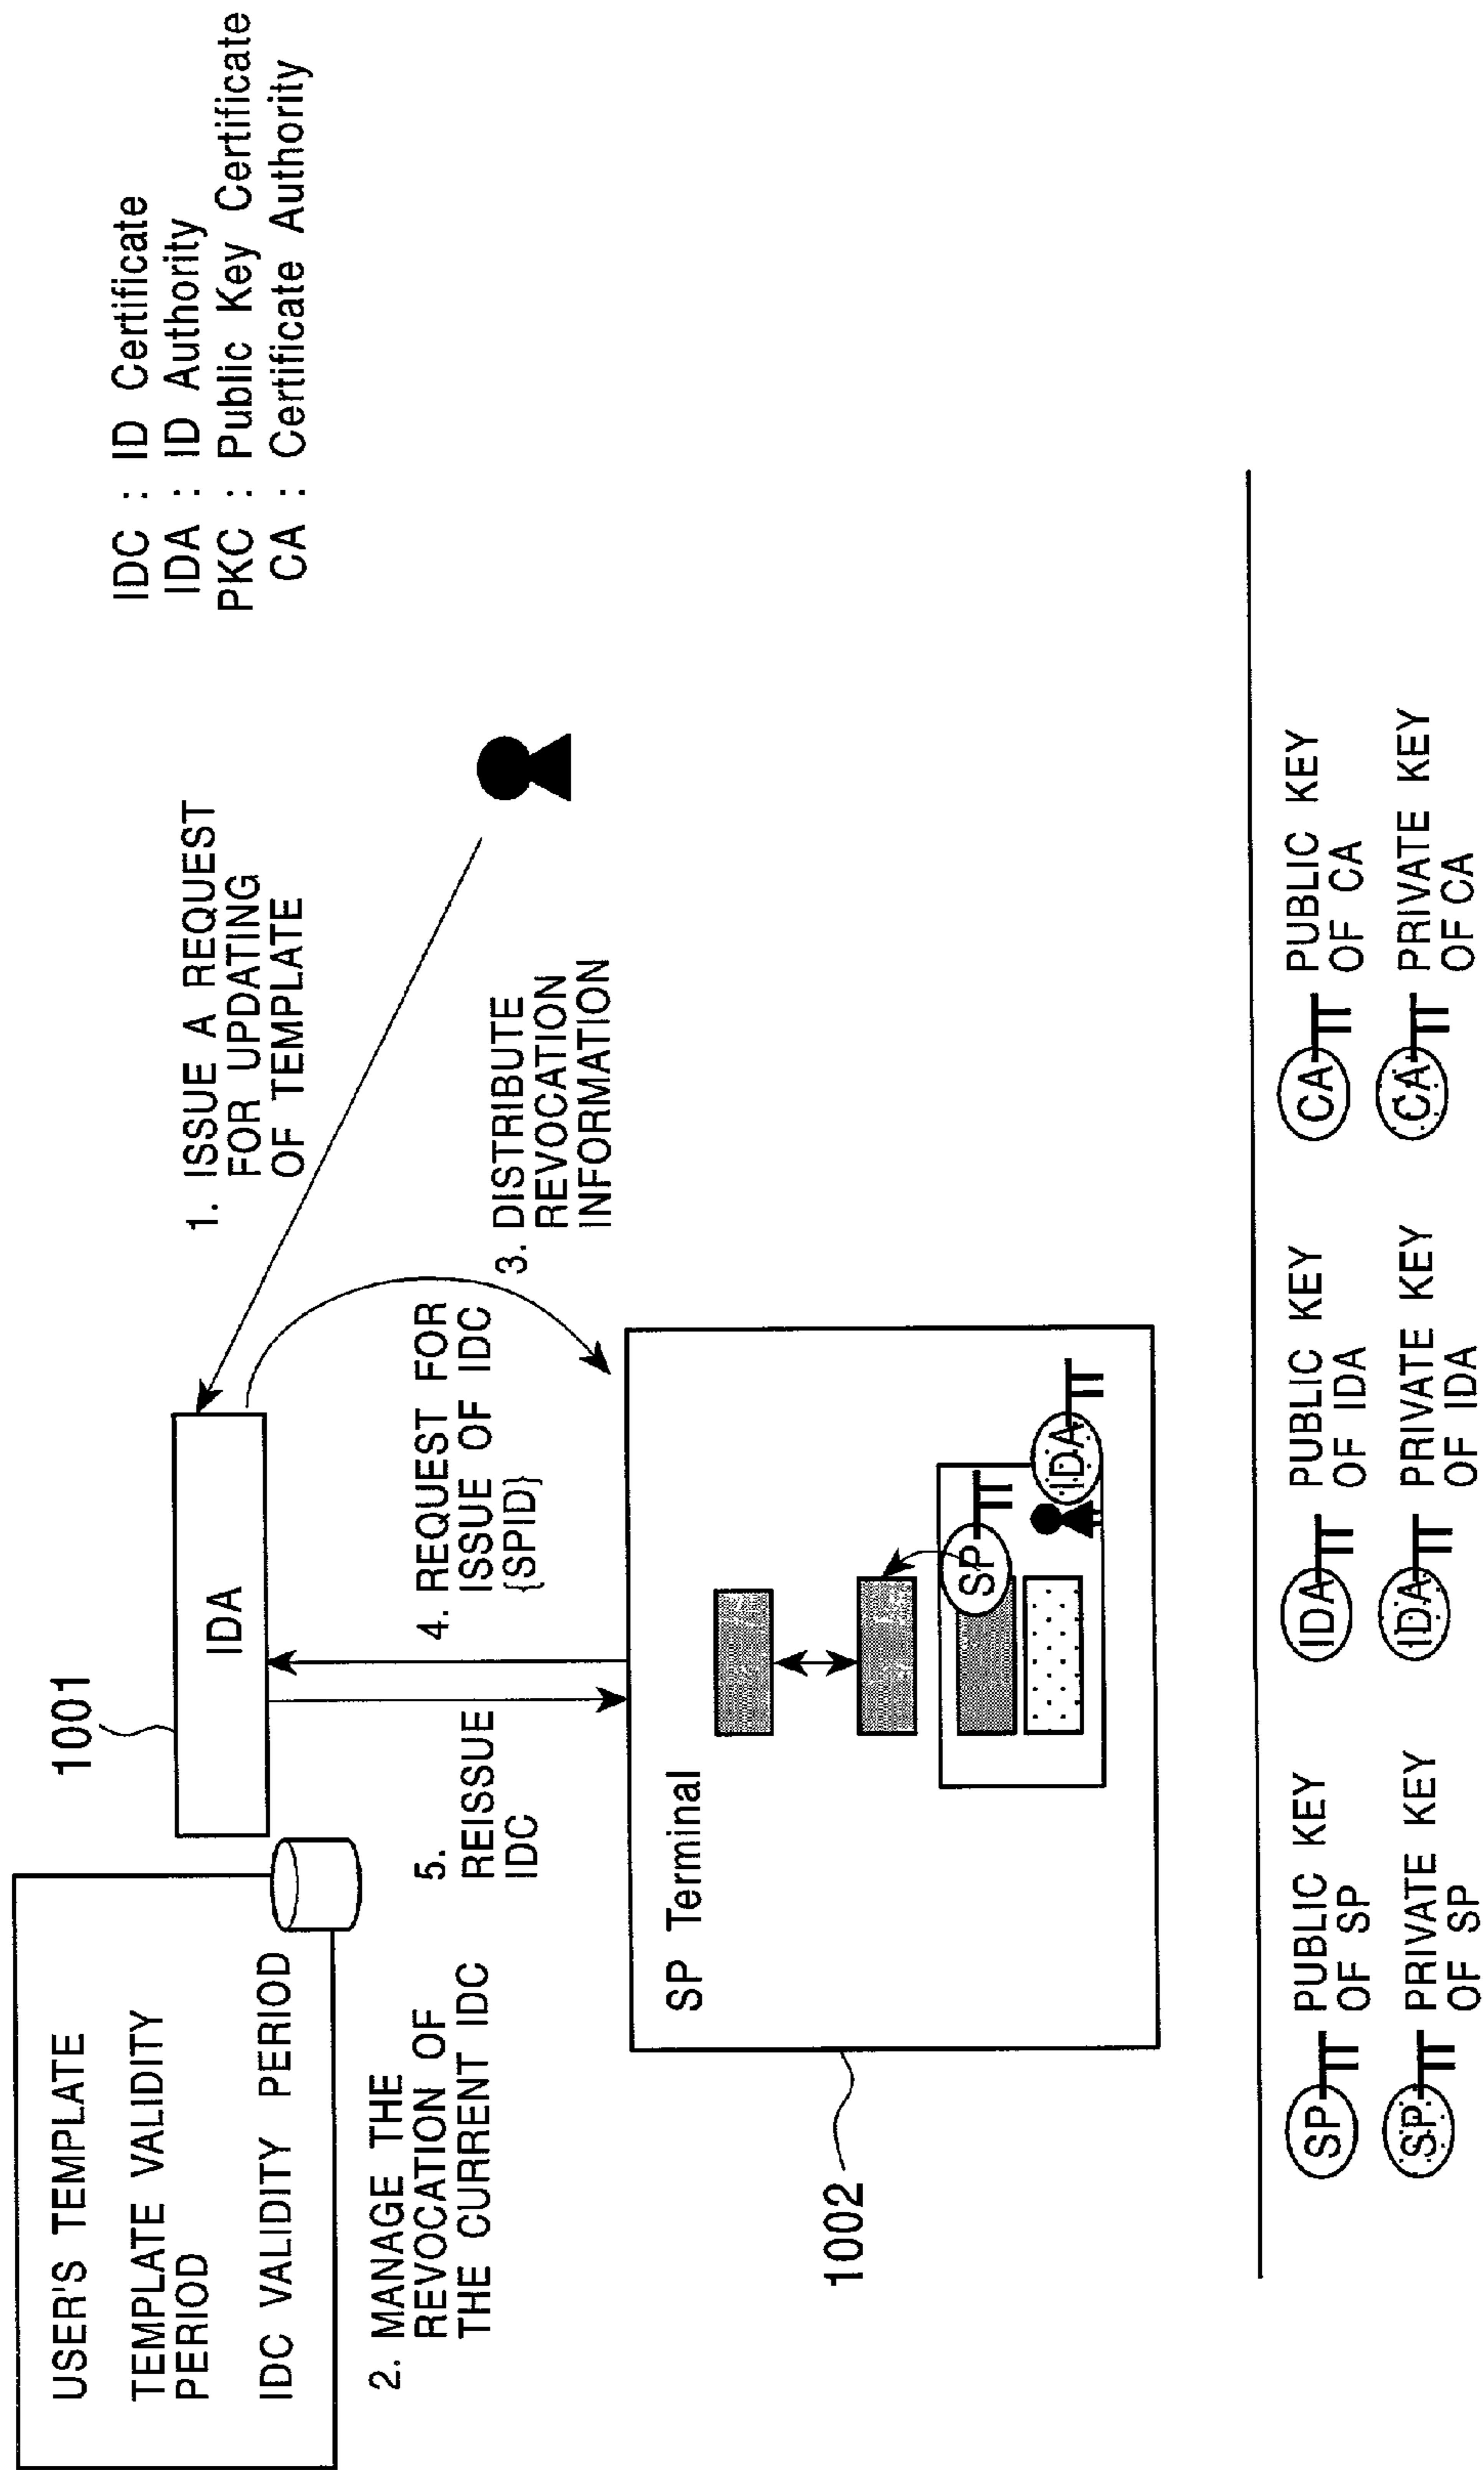 IDC : ID Certificate
IDA : ID Authority
PKC : Public Key Certificate
CA : Certificate Authority
USER'S TEMPLATE
TEMPLATE VALIDITY
PERIOD
IDC VALIDITY PERIOD
1001
IDA
1. ISSUE A REQUEST
FOR UPDATING
OF TEMPLATE
2. MANAGE THE
REVOCATION OF
THE CURRENT IDC
5.
REISSUE
IDC
4. REQUEST FOR
ISSUE OF IDC
{SPID}
3. DISTRIBUTE
REVOCATION
INFORMATION
SP Terminal
SP
IDA
1002
SP PUBLIC KEY
OF SP
IDA PUBLIC KEY
OF IDA
CA PUBLIC KEY
OF CA
SP PRIVATE KEY
OF SP
IDA PRIVATE KEY
OF IDA
CA PRIVATE KEY
OF CA